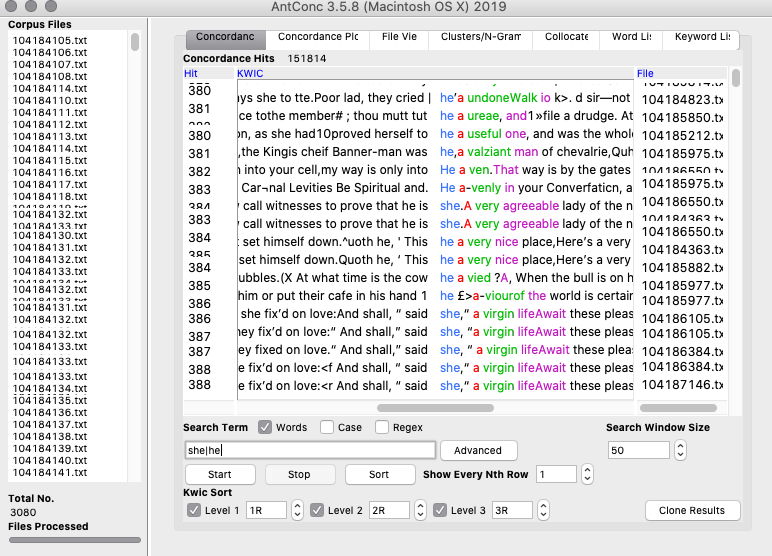 AntConc 3.5.8 (Macintosh OS X) 2019
Corpus Files
104184105.txt
104184106.txt
104184107.txt
104184108.txt
104184114.txt
104184110.txt
104184111.txt
104184112.txt
104184113.txt
104184114.txt
104184115.txt
104184116.txt
104184117.txt
104184118.txt
104184132.txt
104184133.txt
104184130.txt
104184131.txt
104184132.txt
104184133.txt
104184132.txt
104184131.txt
104184132.txt
104184133.txt
104184133.txt
104184133.txt
104184134.txt
104184135.txt
104184136.txt
104184137.txt
104184138.txt
104184139.txt
104184140.txt
104184141.txt
Total No.
3080
Files Processed
Concordanc Concordance Plc File Vie Clusters/N-Gram Collocate Word Lis Keyword Lis
Concordance Hits 151814
Hit KWIC File
380 ays she to tte.Poor lad, they cried | he'a undoneWalk io k>. d sir—not 104184823.tx
381 ce tothe member# ; thou mutt tut he a ureae, and1»file a drudge. At 104185850.tx
380 on, as she had10proved herself to he a useful one, and was the whole 104185212.tx
381 ,the Kingis cheif Banner-man was he,a valziant man of chevalrie,Quh 104185975.tx
382 n into your cell,my way is only into He a ven.That way is by the gates 104186550.tx
383 Car¬nal Levities Be Spiritual and. He a-venly in your Converfation, a 104185975.tx
384 v call witnesses to prove that he is she.A very agreeable lady of the n 104186550.tx
383 v call witnesses to prove that he is she.A very agreeable lady of the n 104184363.tx
384 t set himself down.^uoth he, ' This he a very nice place,Here's a very 104186550.tx
385 set himself down.Quoth he, ' This he a very nice place,Here's a very 104184363.tx
384 ubbles.(X At what time is the cow he a vied ?A, When the bull is on h 104185882.tx
385 him or put their cafe in his hand 1 he £>a-viourof the world is certain 104185977.tx
386 she fix'd on love:And shall," said she," a virgin lifeAwait these pleas 104185977.tx
386 ey fix'd on love:And shall," said she," a virgin lifeAwait these pleas 104186105.tx
387 ey fixed on love." And shall, " said she, " a virgin lifeAwait these pleas 104186105.tx
387 e fix'd on love:<f And shall, " said she," a virgin lifeAwait these pleas 104186384.tx
388 e fix'd on love:<r And shall, " said she," a virgin lifeAwait these pleas 104186384.tx
388 104187146.tx
Search Term Words Case Regex Search Window Size
she|he Advanced 50
Start Stop Sort Show Every Nth Row 1
Kwic Sort
Level 1 1R Level 2 2R Level 3 3R Clone Results